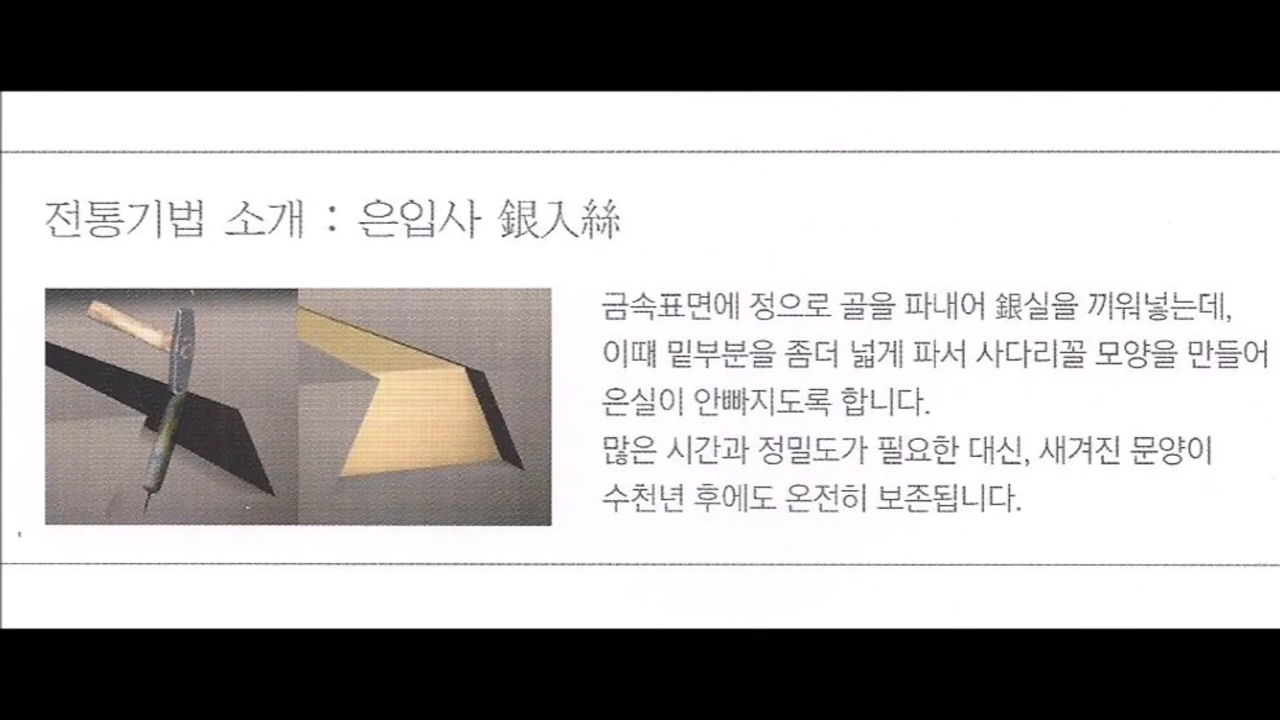 전통기법 소개 : 은입사 銀入絲
금속표면에 정으로 골을 파내어 銀실을 끼워넣는데,
이때 밑부분을 좀더 넓게 파서 사다리꼴 모양을 만들어
은실이 안빠지도록 합니다.
많은 시간과 정밀도가 필요한 대신, 새겨진 문양이
수천년 후에도 온전히 보존됩니다.